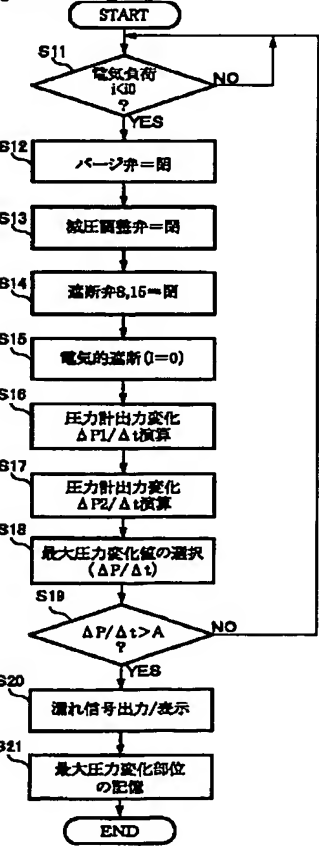 START
S11
電気負荷
i<i0
?
NO
YES
S12
パージ弁=閉
S13
減圧調整弁=閉
S14
遮断弁8,15=閉
S15
電気的遮断(I=0)
S16
圧力計出力変化
ΔP1/Δt演算
S17
圧力計出力変化
ΔP2/Δt演算
S18
最大圧力変化値の選択
(ΔP/Δt)
S19
ΔP/Δt>A
?
NO
YES
S20
漏れ信号出力/表示
S21
最大圧力変化部位
の記憶
END